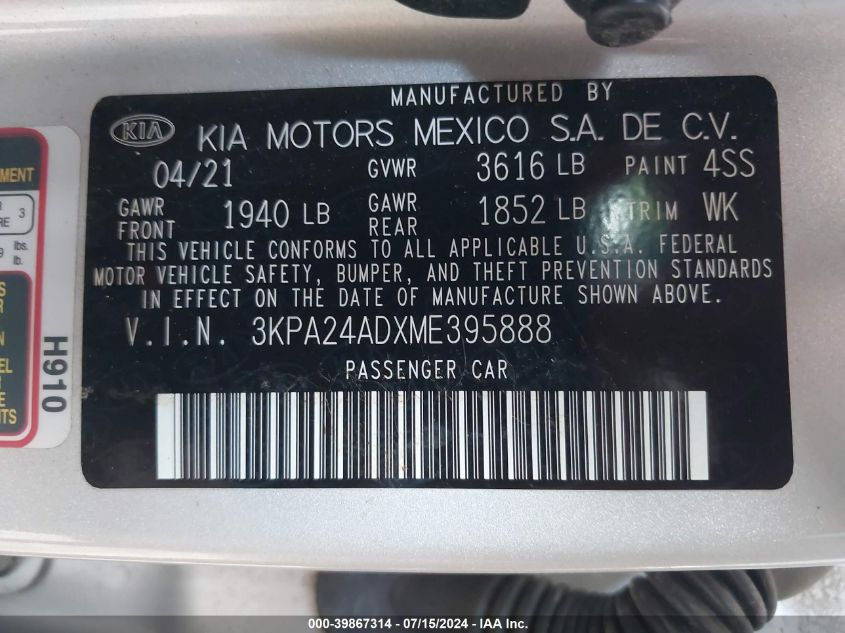 MANUFACTURED BY
KIA KIA MOTORS MEXICO S.A. DE C.V.
04/21 GVWR 3616 LB PAINT 4SS
GAWR FRONT 1940 LB GAWR REAR 1852 LB TRIM WK
THIS VEHICLE CONFORMS TO ALL APPLICABLE U.S.A. FEDERAL
MOTOR VEHICLE SAFETY, BUMPER, AND THEFT PREVENTION STANDARDS
IN EFFECT ON THE DATE OF MANUFACTURE SHOWN ABOVE.
V.I.N. 3KPA24ADXME395888
PASSENGER CAR
3
lbs.
lb.
H910
000-39867314 / 07/15/2024 - IAA Inc.